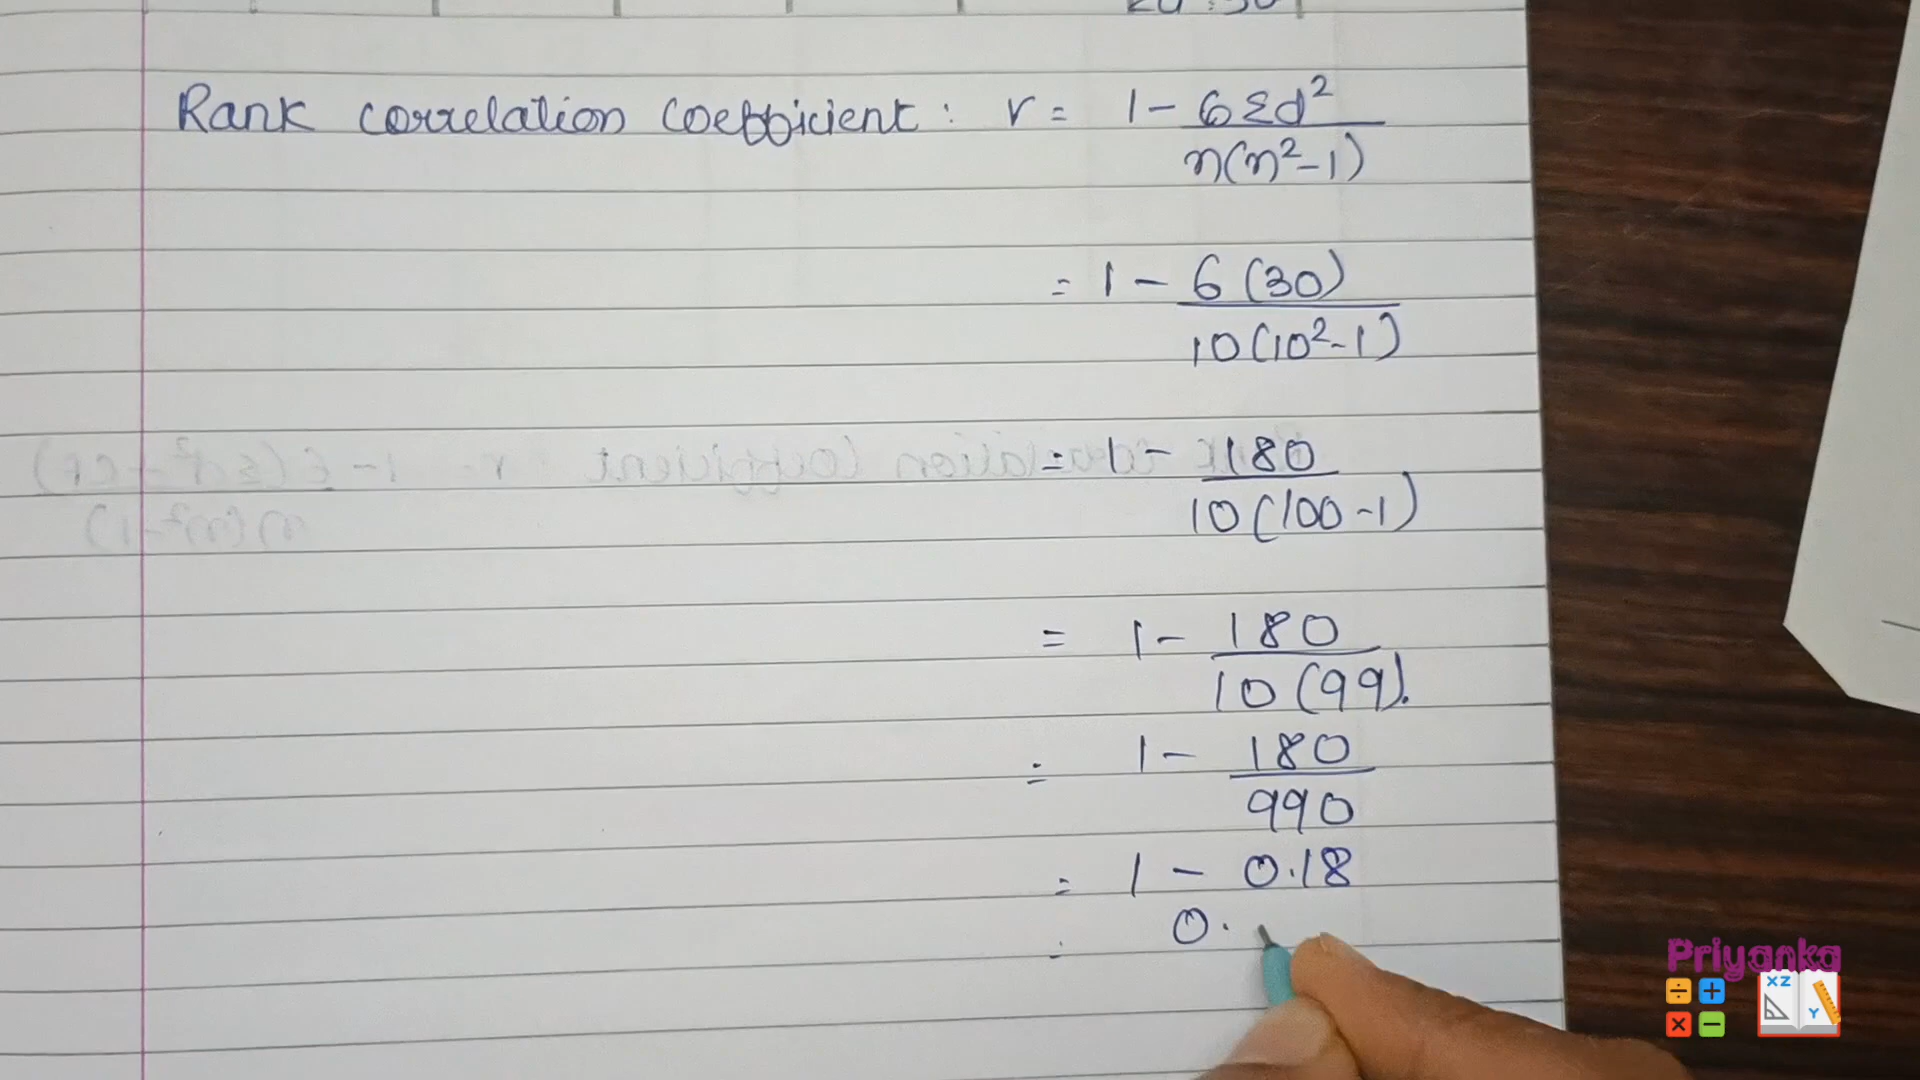 Rank correlation coefficient : r = 1 - 6Σd² / n(n²-1)
= 1 - 6(30) / 10(10²-1)
= 1 - 180 / 10(100-1)
= 1 - 180 / 10(99).
= 1 - 180 / 990
= 1 - 0.18
0.
Priyanka
÷ + XZ
× − Y